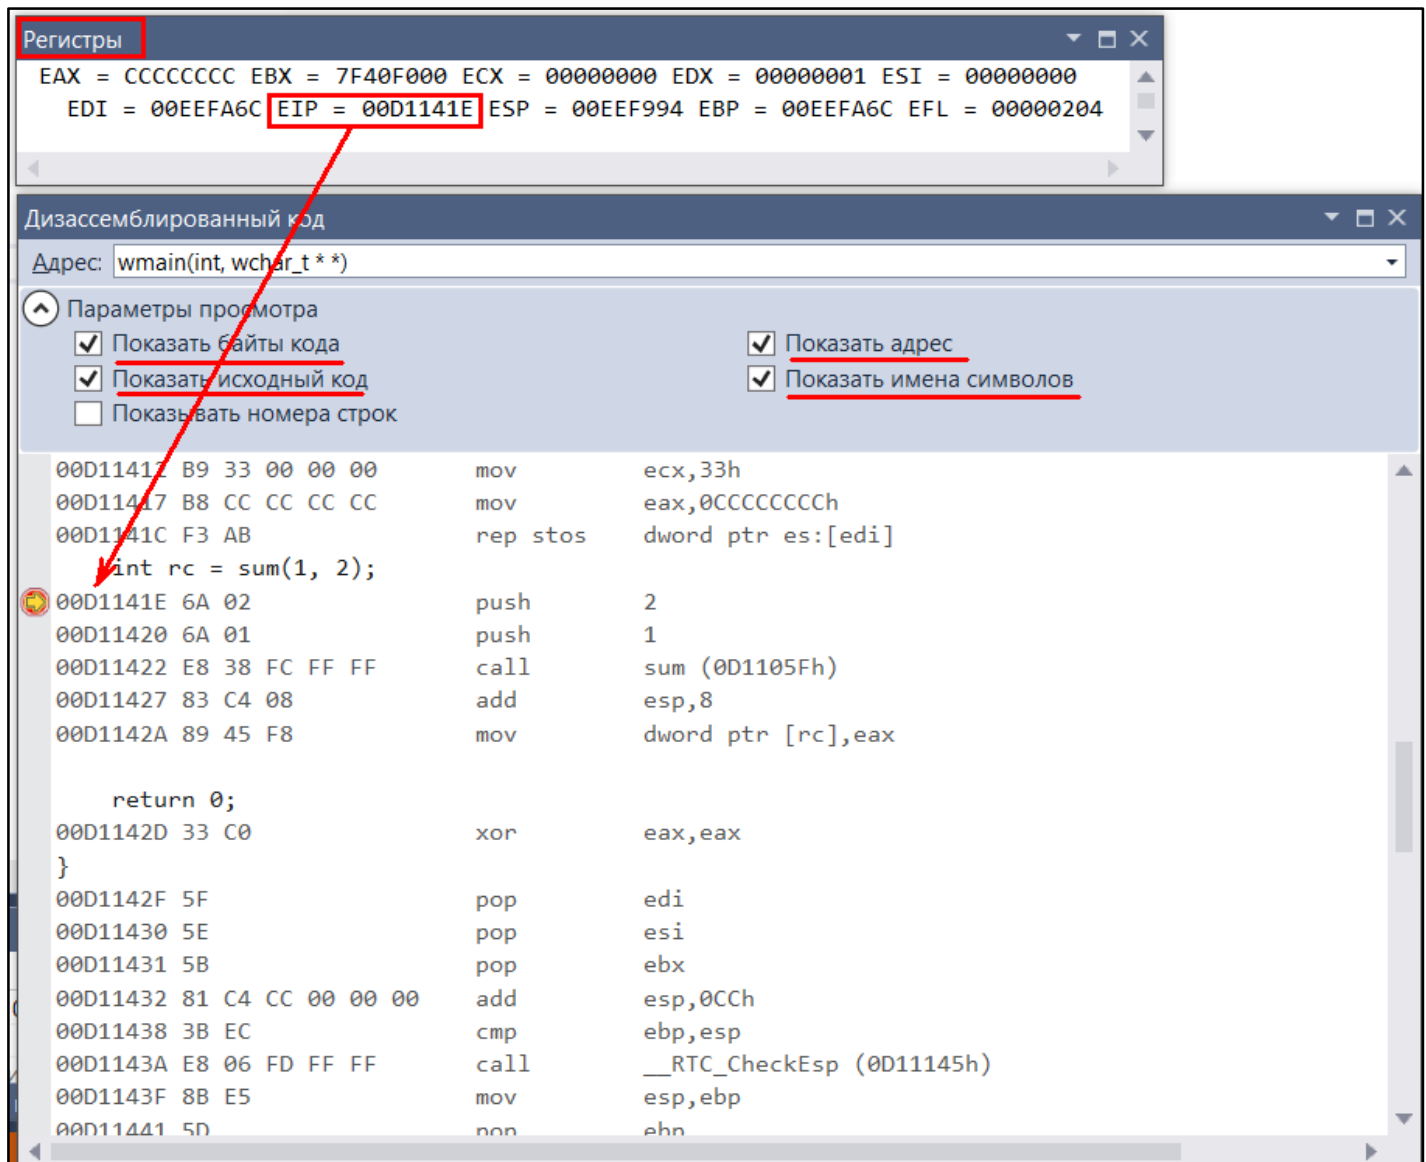 Регистры
EAX = CCCCCCCC EBX = 7F40F000 ECX = 00000000 EDX = 00000001 ESI = 00000000
EDI = 00EEFA6C EIP = 00D1141E ESP = 00EEF994 EBP = 00EEFA6C EFL = 00000204
Дизассемблированный код
Адрес: wmain(int, wchar_t * *)
Параметры просмотра
Показать байты кода Показать адрес
Показать исходный код Показать имена символов
Показывать номера строк
00D11412 B9 33 00 00 00 mov ecx,33h
00D11417 B8 CC CC CC CC mov eax,0CCCCCCCCh
00D1141C F3 AB rep stos dword ptr es:[edi]
int rc = sum(1, 2);
00D1141E 6A 02 push 2
00D11420 6A 01 push 1
00D11422 E8 38 FC FF FF call sum (0D1105Fh)
00D11427 83 C4 08 add esp,8
00D1142A 89 45 F8 mov dword ptr [rc],eax
return 0;
00D1142D 33 C0 xor eax,eax
}
00D1142F 5F pop edi
00D11430 5E pop esi
00D11431 5B pop ebx
00D11432 81 C4 CC 00 00 00 add esp,0CCh
00D11438 3B EC cmp ebp,esp
00D1143A E8 06 FD FF FF call __RTC_CheckEsp (0D11145h)
00D1143F 8B E5 mov esp,ebp
00D11441 5D pop ebp